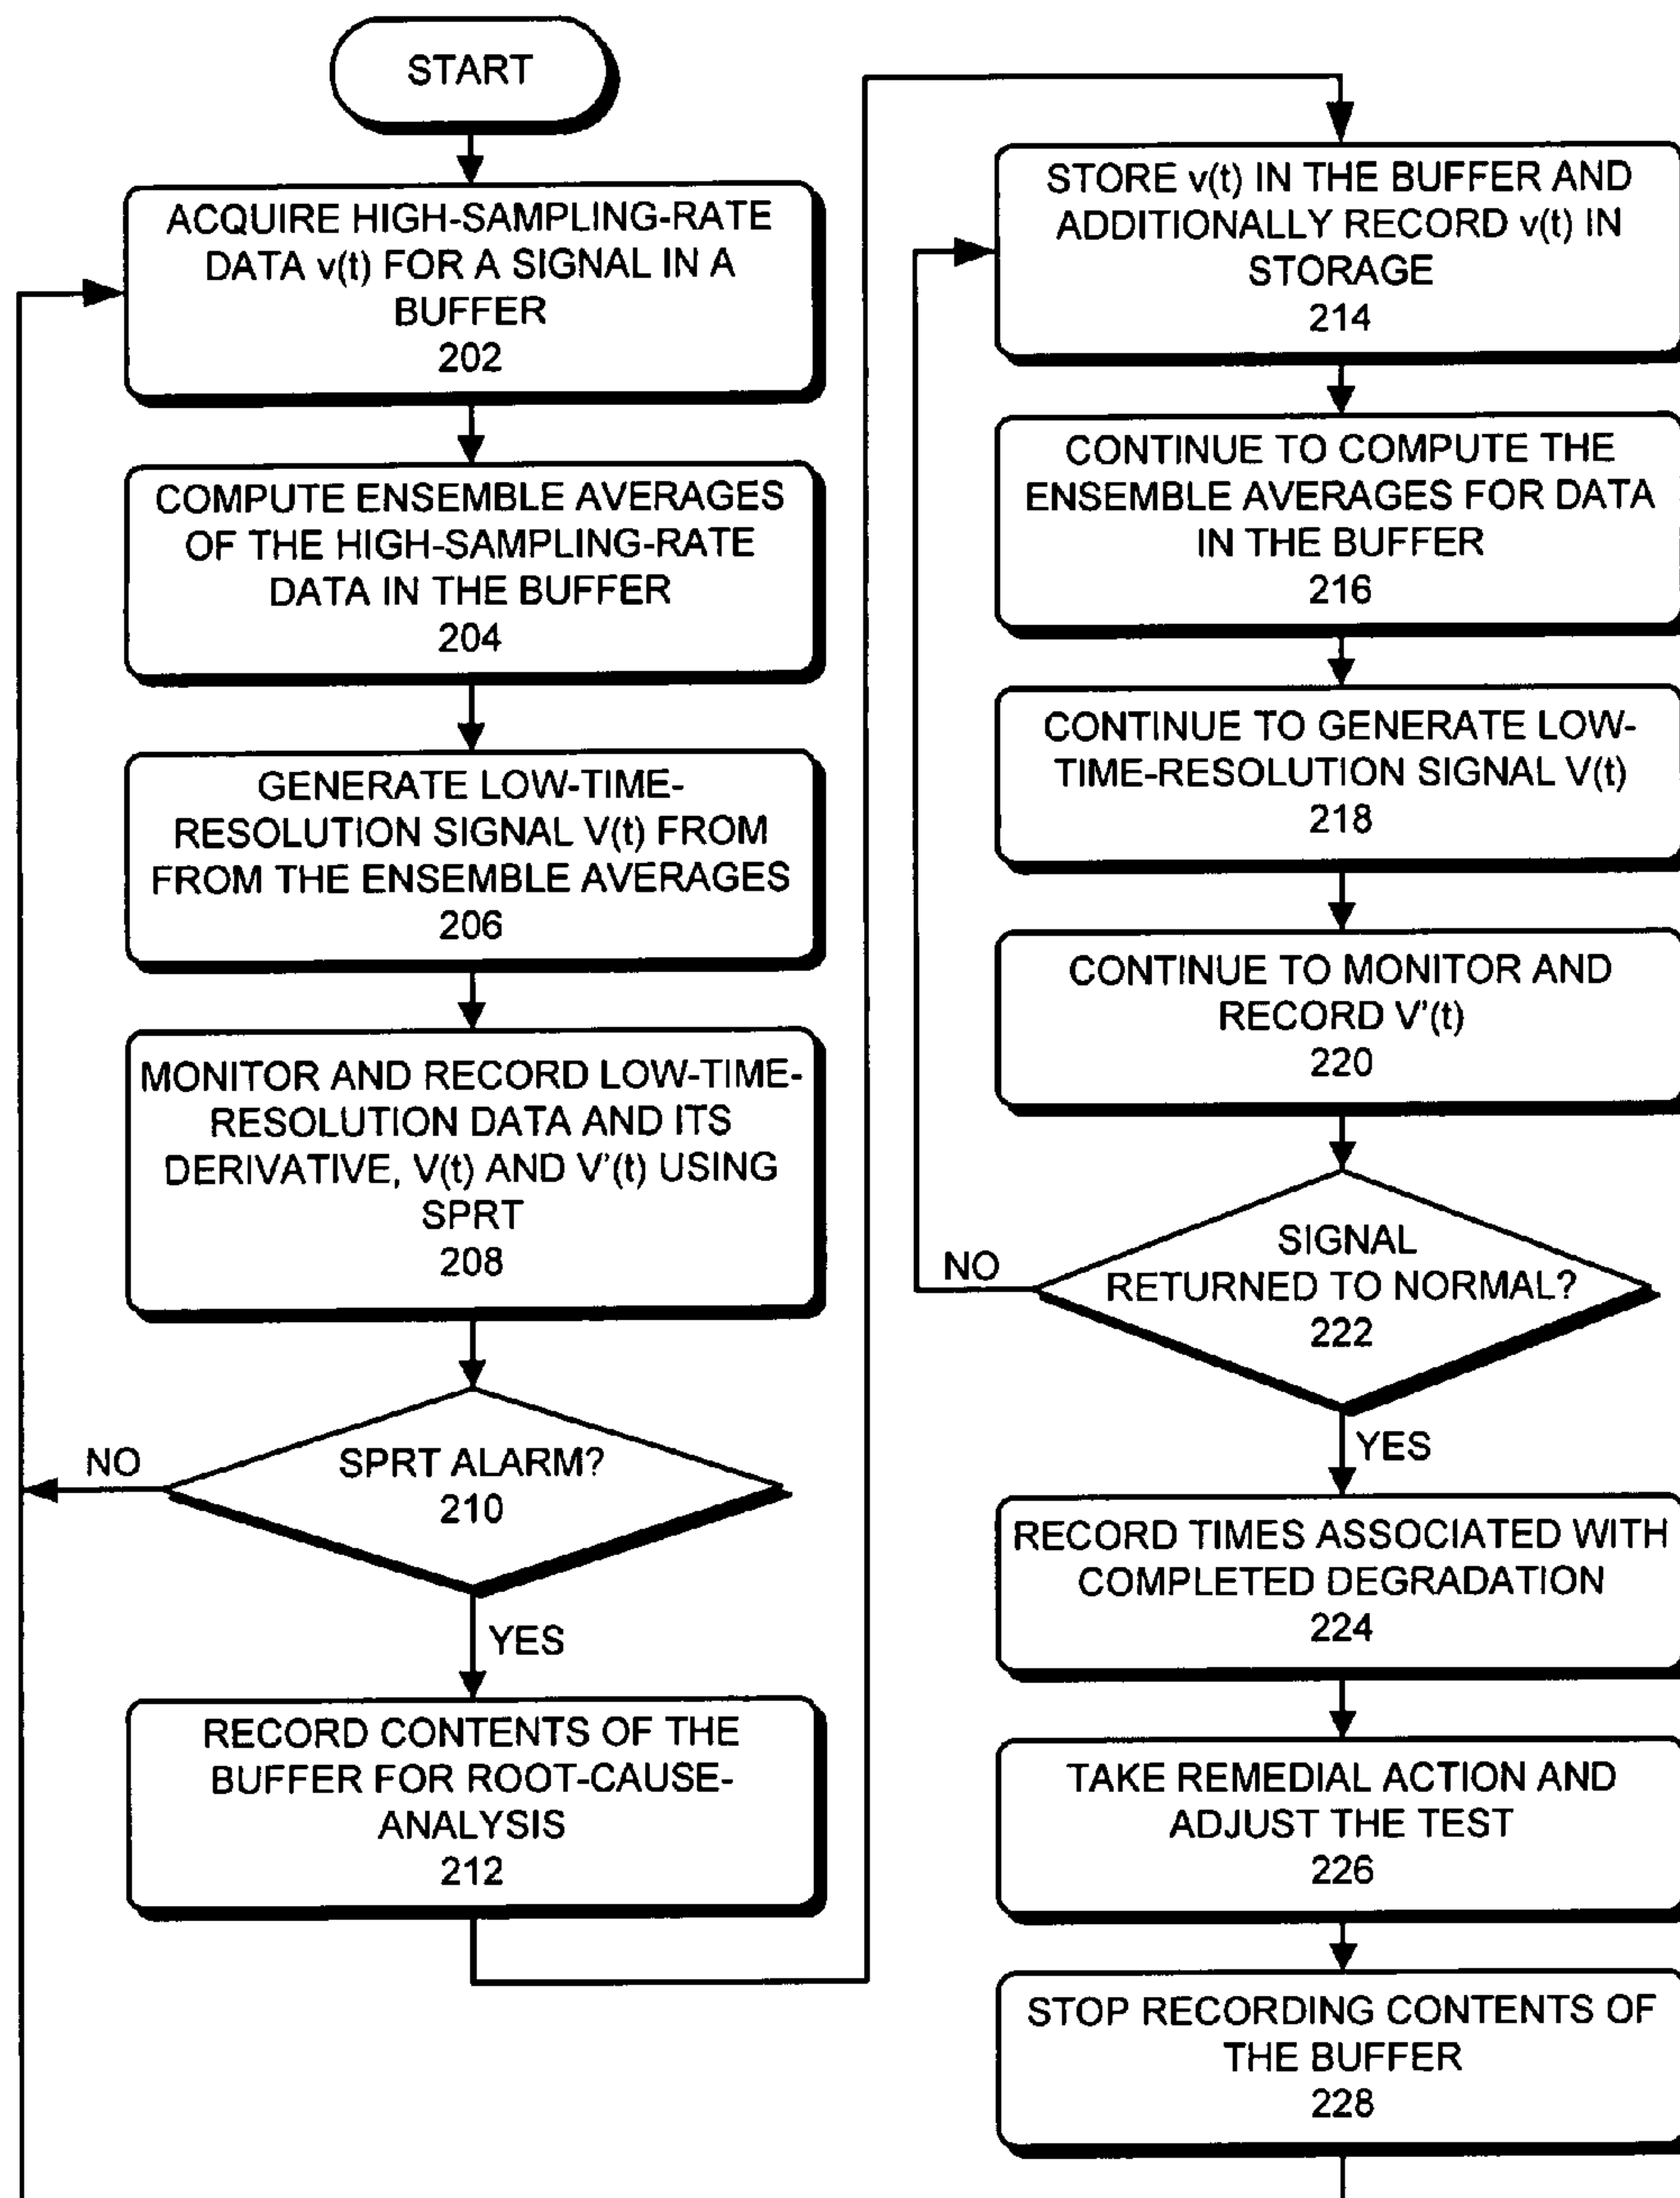 START
ACQUIRE HIGH-SAMPLING-RATE
DATA v(t) FOR A SIGNAL IN A
BUFFER
202
COMPUTE ENSEMBLE AVERAGES
OF THE HIGH-SAMPLING-RATE
DATA IN THE BUFFER
204
GENERATE LOW-TIME-
RESOLUTION SIGNAL V(t) FROM
FROM THE ENSEMBLE AVERAGES
206
MONITOR AND RECORD LOW-TIME-
RESOLUTION DATA AND ITS
DERIVATIVE, V(t) AND V'(t) USING
SPRT
208
NO
SPRT ALARM?
210
YES
RECORD CONTENTS OF THE
BUFFER FOR ROOT-CAUSE-
ANALYSIS
212
STORE v(t) IN THE BUFFER AND
ADDITIONALLY RECORD v(t) IN
STORAGE
214
CONTINUE TO COMPUTE THE
ENSEMBLE AVERAGES FOR DATA
IN THE BUFFER
216
CONTINUE TO GENERATE LOW-
TIME-RESOLUTION SIGNAL V(t)
218
CONTINUE TO MONITOR AND
RECORD V'(t)
220
SIGNAL
NO
RETURNED TO NORMAL?
222
YES
RECORD TIMES ASSOCIATED WITH
COMPLETED DEGRADATION
224
TAKE REMEDIAL ACTION AND
ADJUST THE TEST
226
STOP RECORDING CONTENTS OF
THE BUFFER
228